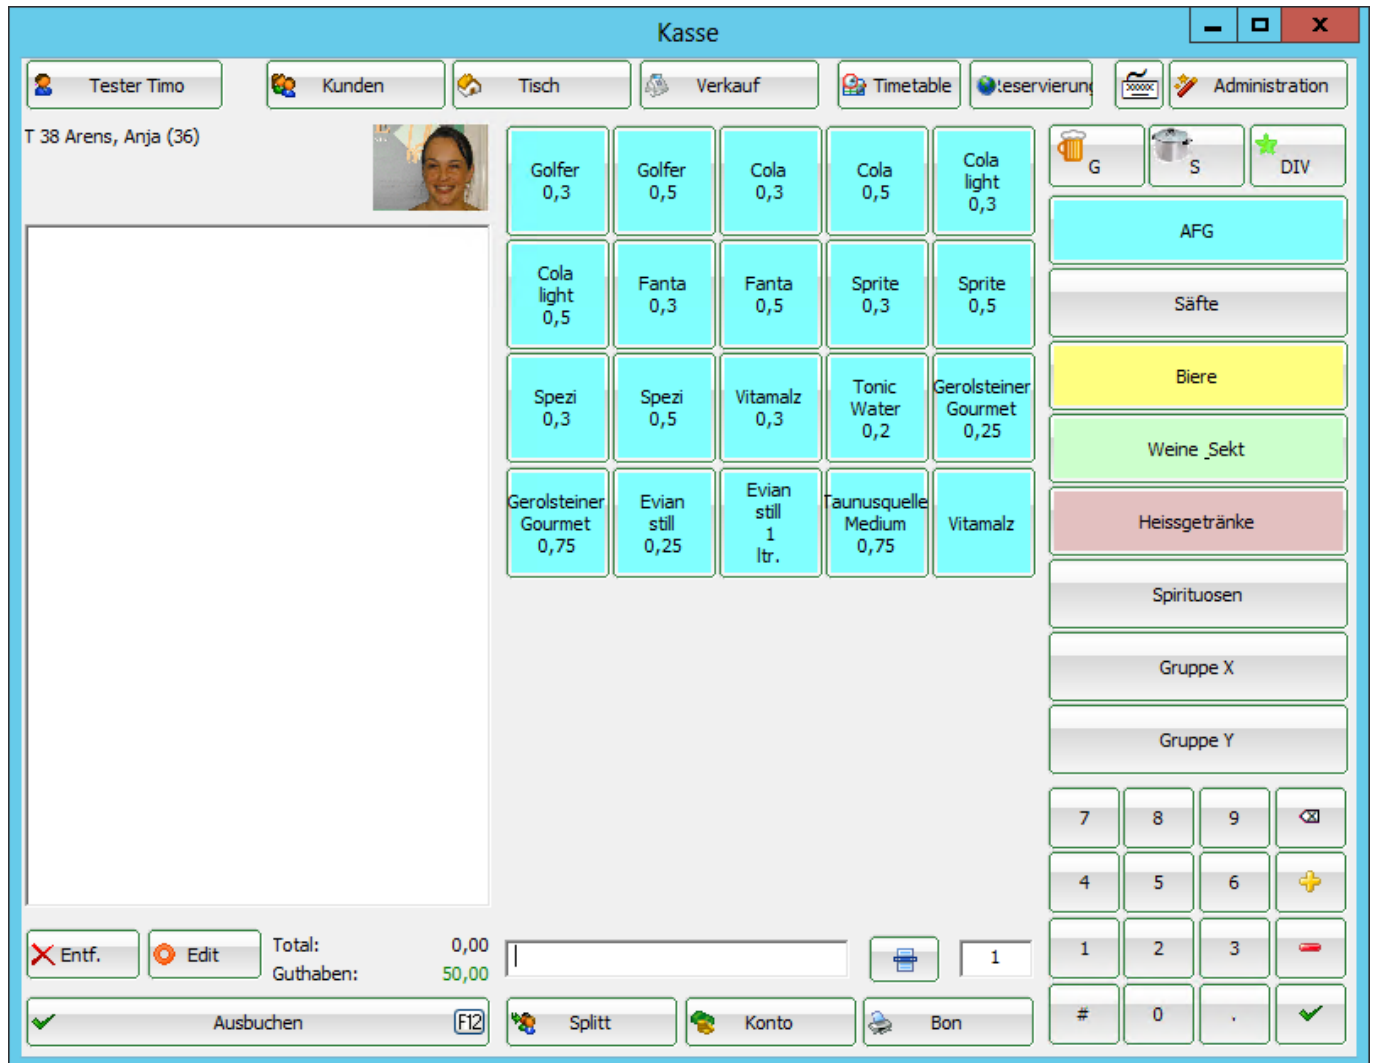 Kasse
X
Tester Timo
Kunden
Tisch
Verkauf
Timetable
teservierung
Administration
T 38 Arens, Anja (36)
Golfer
0,3
Golfer
0,5
Cola
0,3
Cola
0,5
Cola
light
0,3
Cola
light
0,5
Fanta
0,3
Fanta
0,5
Sprite
0,3
Sprite
0,5
Spezi
0,3
Spezi
0,5
Vitamalz
0,3
Tonic
Water
0,2
Gerolsteiner
Gourmet
0,25
Gerolsteiner
Gourmet
0,75
Evian
still
0,25
Evian
still
1
ltr.
Taunusquelle
Medium
0,75
Vitamalz
G
S
DIV
AFG
Säfte
Biere
Weine _Sekt
Heissgetränke
Spirituosen
Gruppe X
Gruppe Y
7
8
9
4
5
6
1
2
3
#
0
.
Entf.
Edit
Total: 0,00
Guthaben: 50,00
1
Ausbuchen F12
Splitt
Konto
Bon